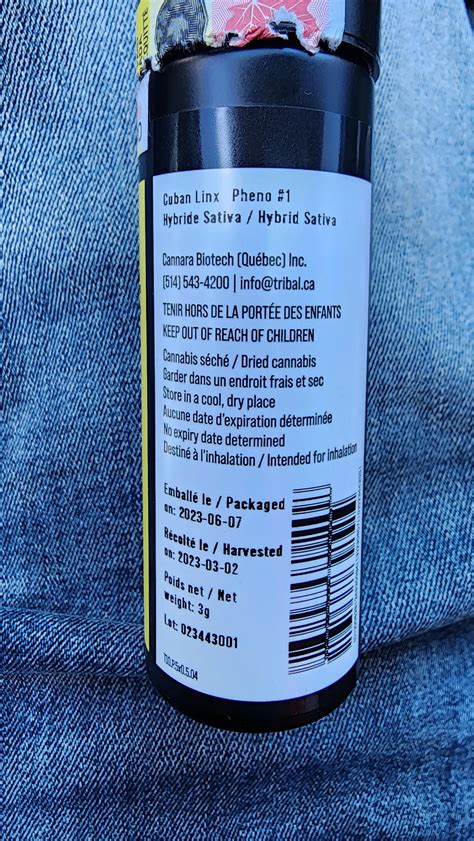 Cuban Linx Pheno #1
Hybride Sativa / Hybrid Sativa
Cannara Biotech (Québec) Inc.
(514) 543-4200 | info@tribal.ca
TENIR HORS DE LA PORTÉE DES ENFANTS
KEEP OUT OF REACH OF CHILDREN
Cannabis séché / Dried cannabis
Garder dans un endroit frais et sec
Store in a cool, dry place
Aucune date d'expiration déterminée
No expiry date determined
Destiné à l'inhalation / Intended for inhalation
Emballé le / Packaged
on: 2023-06-07
Récolté le / Harvested
on: 2023-03-02
Poids net / Net
weight: 3g
Lot: 023443001